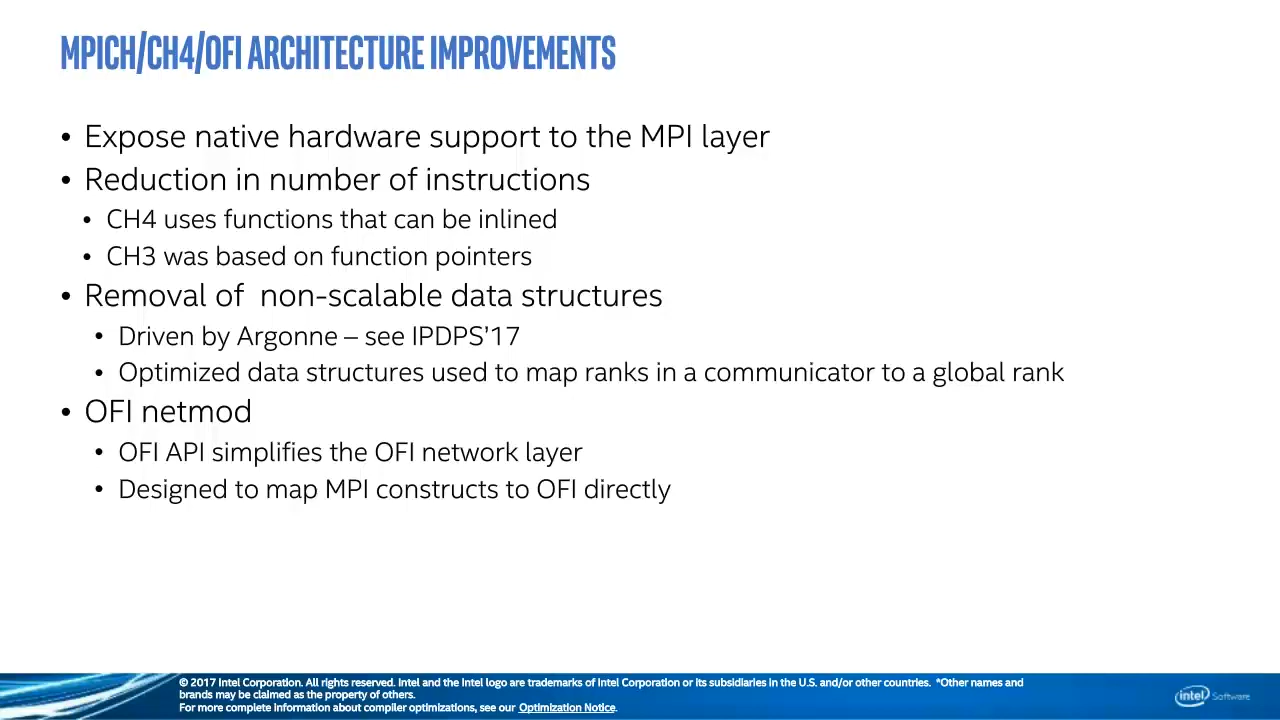 MPICH/CH4/OFI ARCHITECTURE IMPROVEMENTS
• Expose native hardware support to the MPI layer
• Reduction in number of instructions
• CH4 uses functions that can be inlined
• CH3 was based on function pointers
• Removal of  non-scalable data structures
• Driven by Argonne – see IPDPS’17
• Optimized data structures used to map ranks in a communicator to a global rank
• OFI netmod
• OFI API simplifies the OFI network layer
• Designed to map MPI constructs to OFI directly
© 2017 Intel Corporation. All rights reserved. Intel and the Intel logo are trademarks of Intel Corporation or its subsidiaries in the U.S. and/or other countries.  *Other names and
brands may be claimed as the property of others.
For more complete information about compiler optimizations, see our Optimization Notice.
intel Software